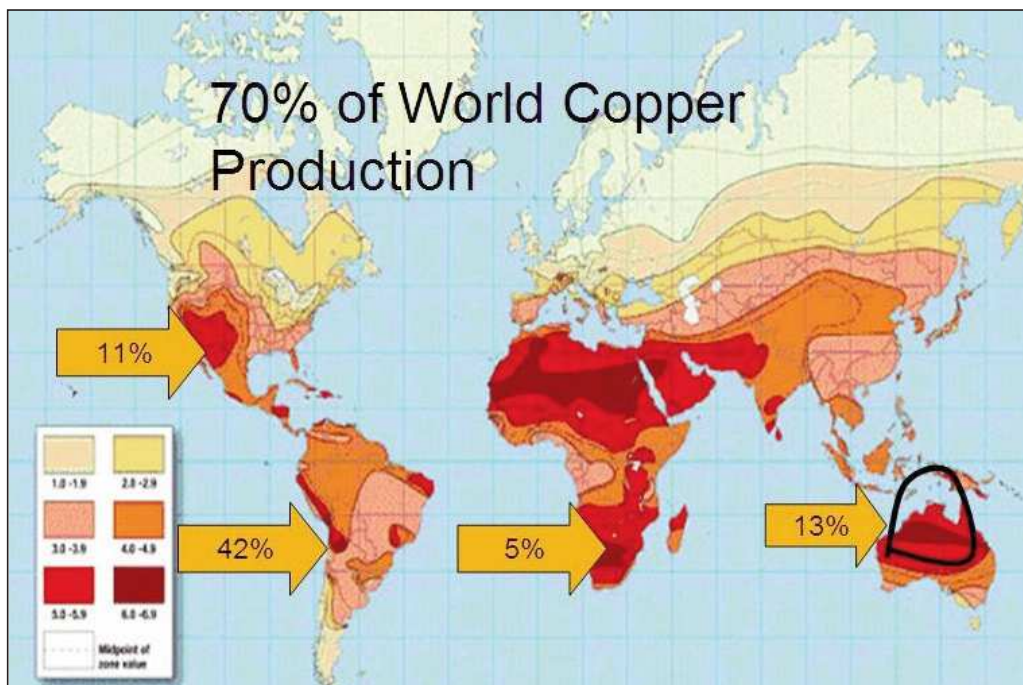 70% of World Copper
Production
11%
42%
5%
13%
1.0 -1.9
2.0 -2.9
3.0 -3.9
4.0 -4.9
5.0 -5.9
6.0 -6.9
Midpoint of
zone value